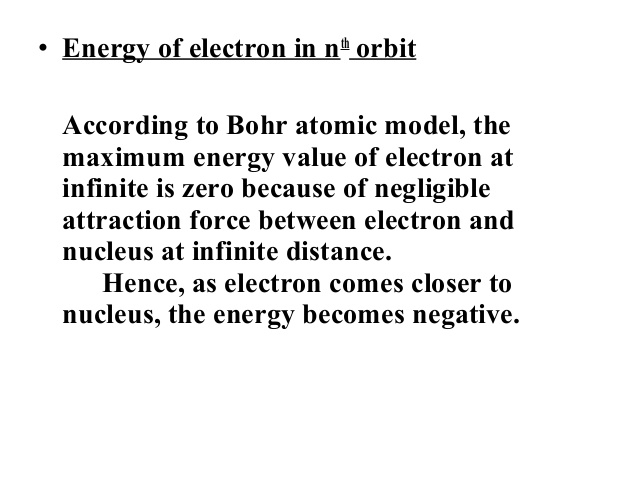 • Energy of electron in nth orbit
According to Bohr atomic model, the
maximum energy value of electron at
infinite is zero because of negligible
attraction force between electron and
nucleus at infinite distance.
Hence, as electron comes closer to
nucleus, the energy becomes negative.